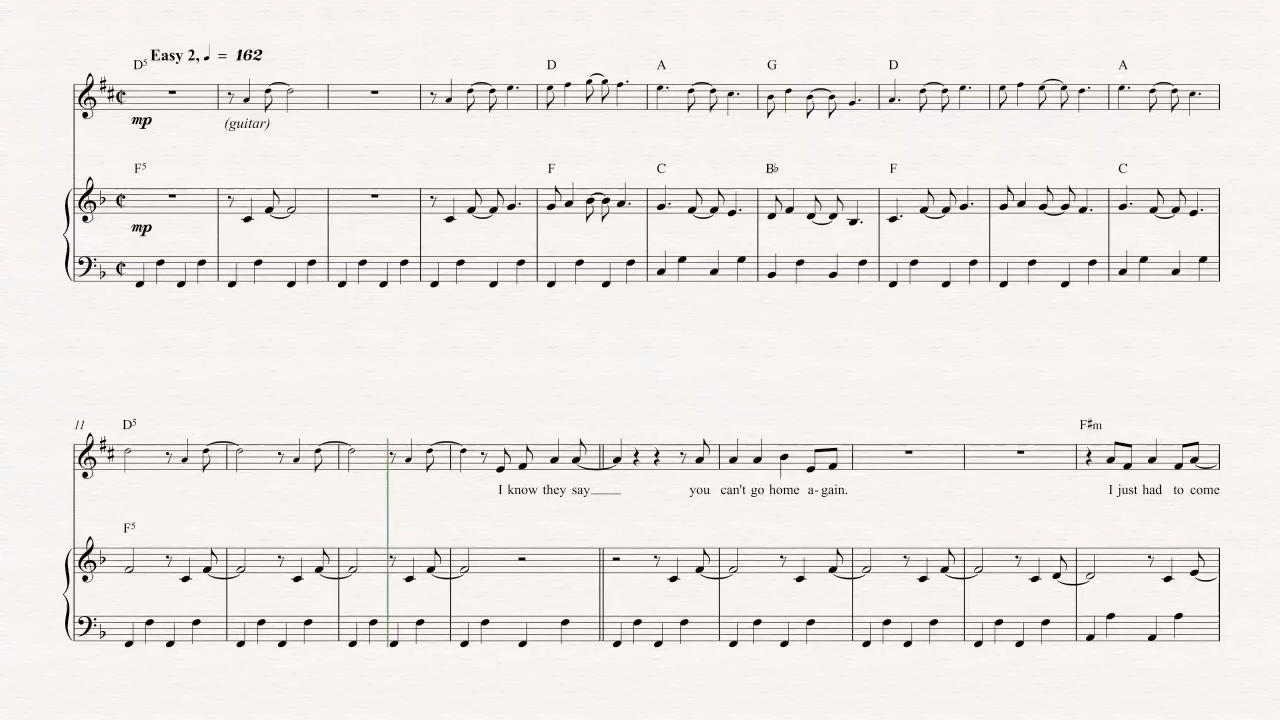 Easy 2, ♩ = 162
D5 D A G D A
mp
(guitar)
F5 F C B♭ F C
mp
11 D5 F♯m
I know they say____ you can't go home a-gain. I just had to come
F5